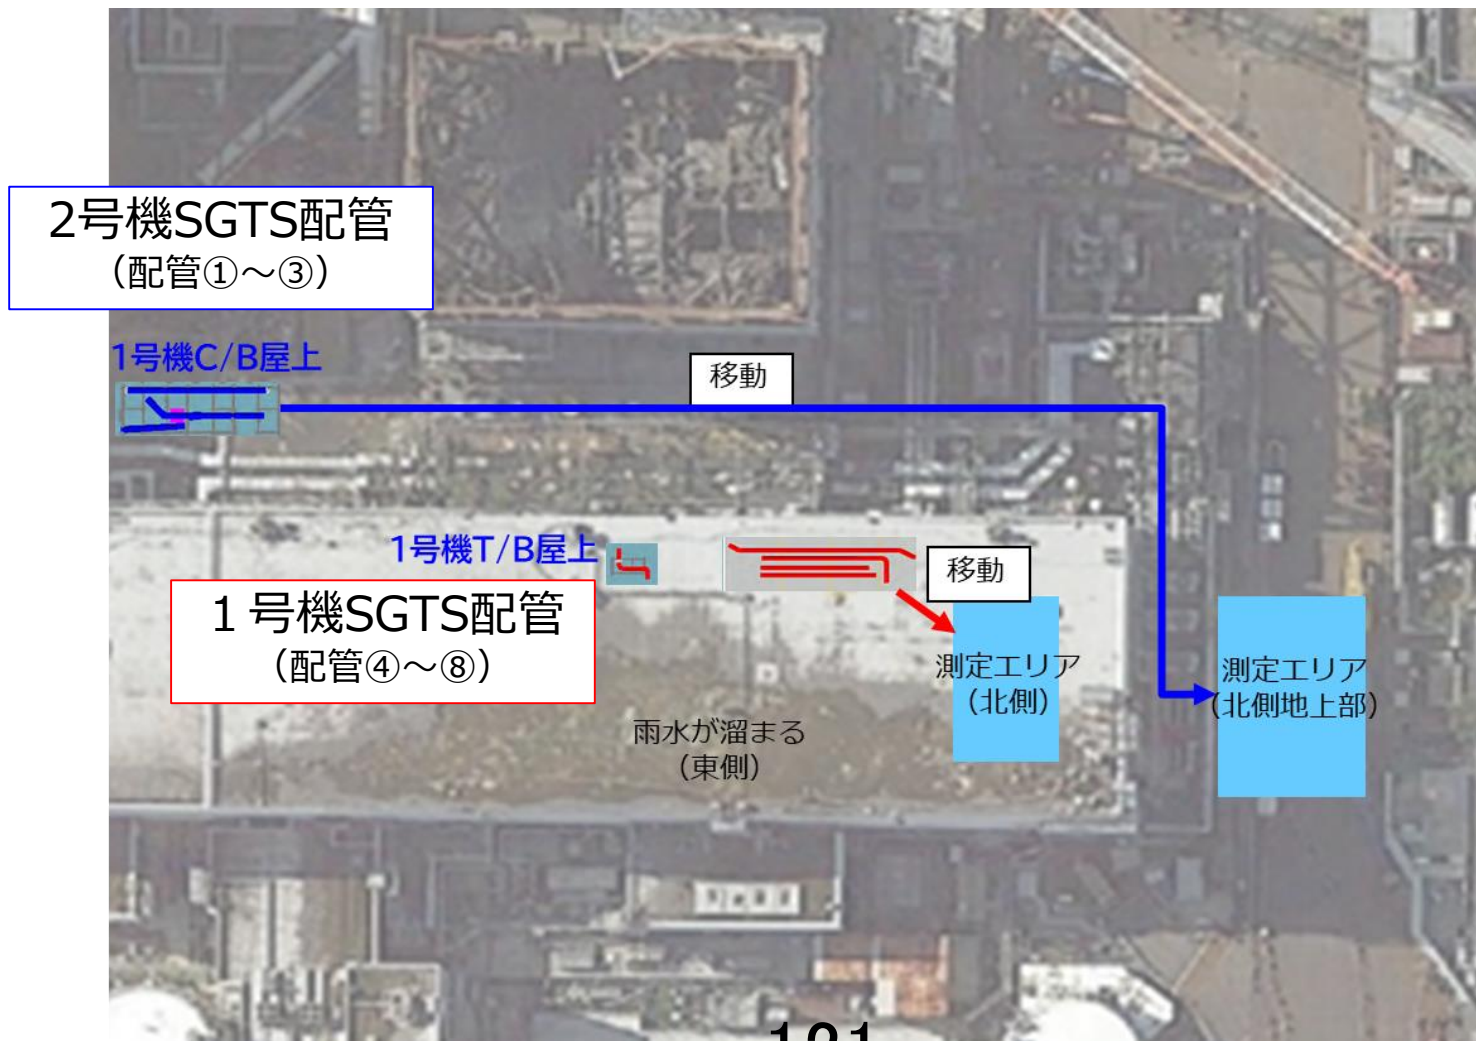 2号機SGTS配管
（配管①～③）
1号機C/B屋上
移動
1号機T/B屋上
移動
１号機SGTS配管
（配管④～⑧）
測定エリア
（北側）
測定エリア
（北側地上部）
雨水が溜まる
（東側）